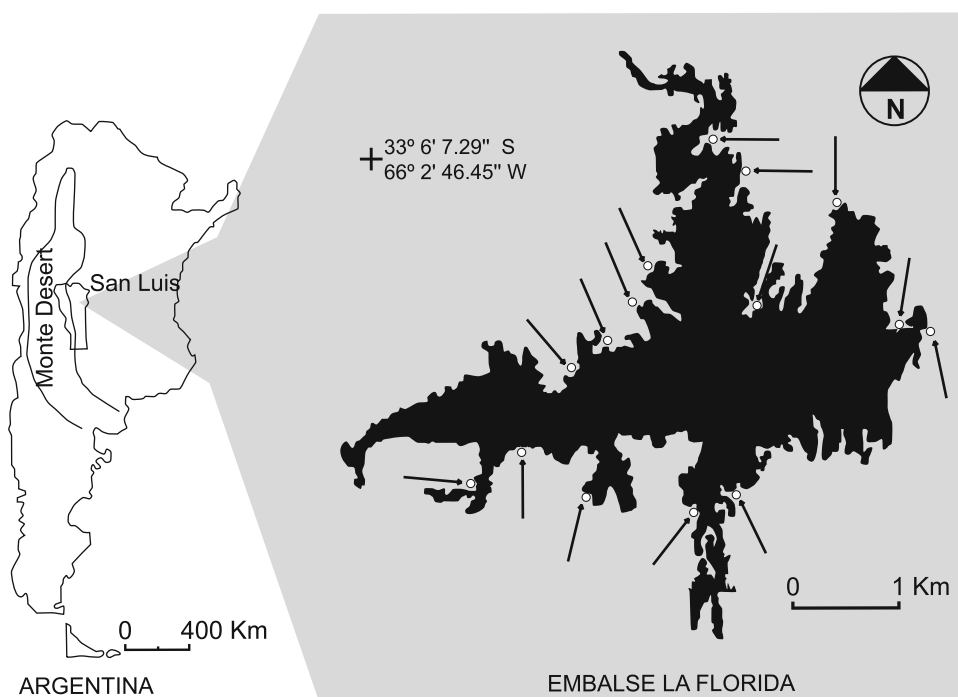 33º 6' 7.29" S
66º 2' 46.45" W
N
Monte Desert
San Luis
0 1 Km
0 400 Km
ARGENTINA
EMBALSE LA FLORIDA